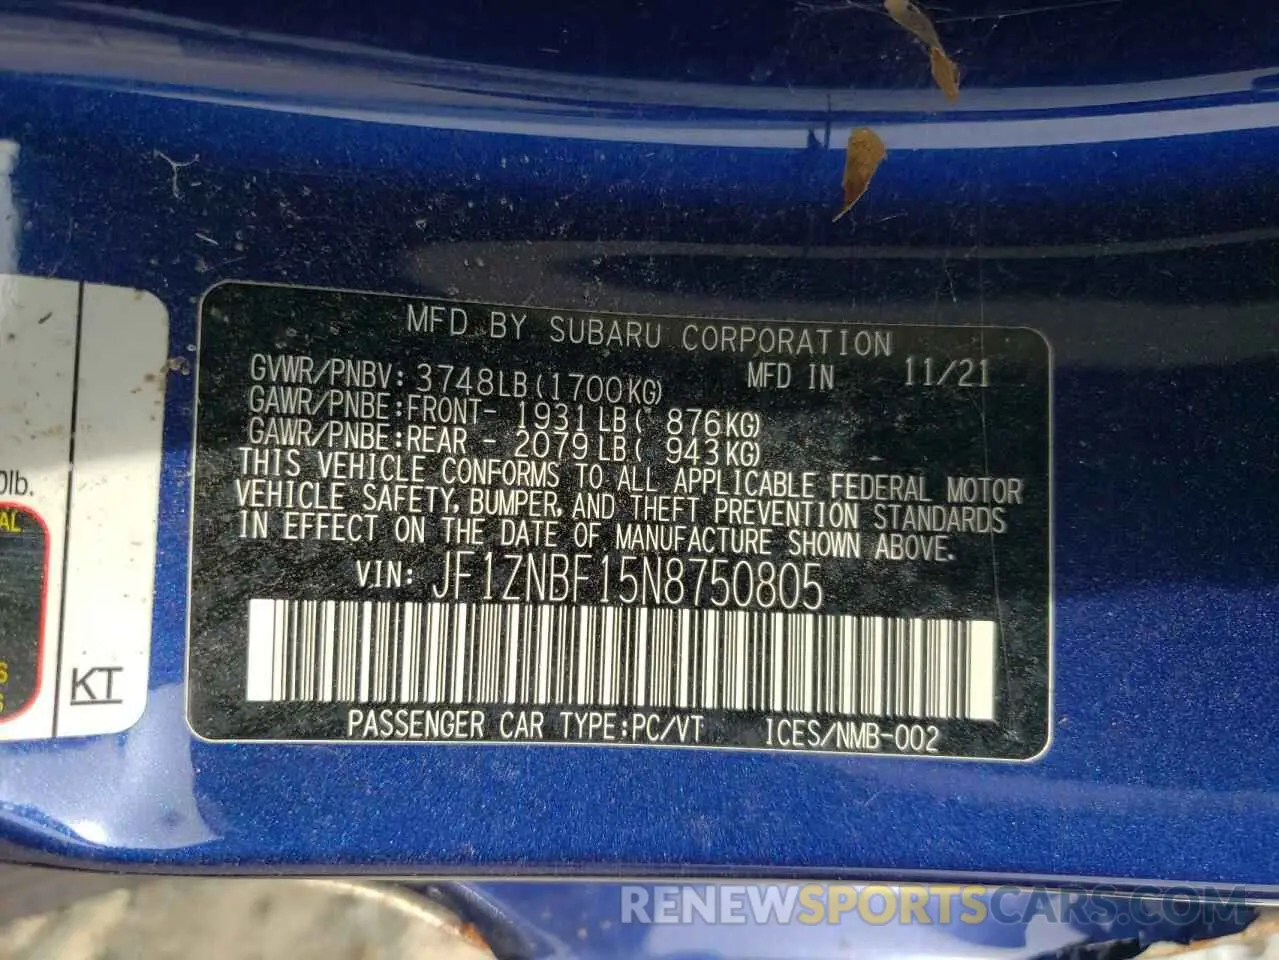 MFD BY SUBARU CORPORATION
GVWR/PNBV: 3748LB(1700KG) MFD IN 11/21
GAWR/PNBE:FRONT- 1931LB( 876KG)
GAWR/PNBE:REAR - 2079LB( 943KG)
THIS VEHICLE CONFORMS TO ALL APPLICABLE FEDERAL MOTOR
VEHICLE SAFETY, BUMPER, AND THEFT PREVENTION STANDARDS
IN EFFECT ON THE DATE OF MANUFACTURE SHOWN ABOVE.
VIN: JF1ZNBF15N8750805
PASSENGER CAR TYPE:PC/VT ICES/NMB-002
lb.
AL
S
S
KT
RENEWSPORTSCARS.COM